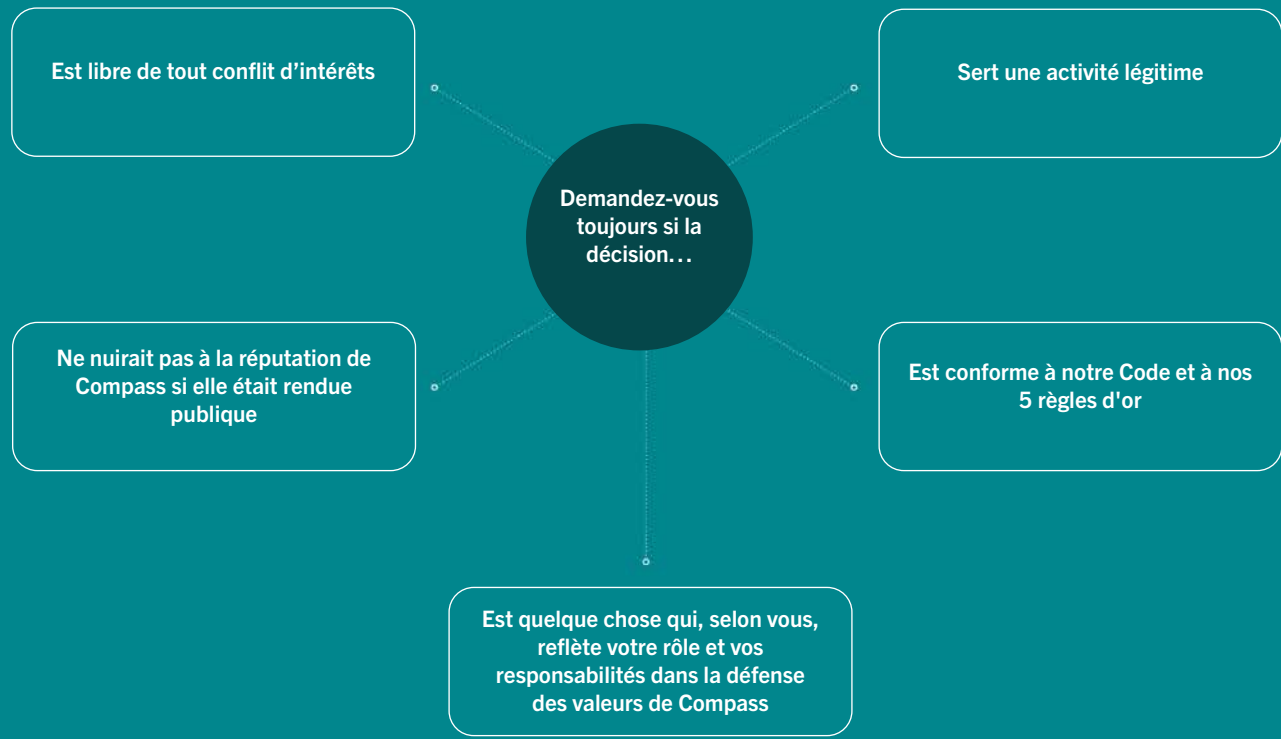 Est libre de tout conflit d’intérêts
Sert une activité légitime
Demandez-vous
toujours si la
décision…
Ne nuirait pas à la réputation de
Compass si elle était rendue
publique
Est conforme à notre Code et à nos
5 règles d'or
Est quelque chose qui, selon vous,
reflète votre rôle et vos
responsabilités dans la défense
des valeurs de Compass